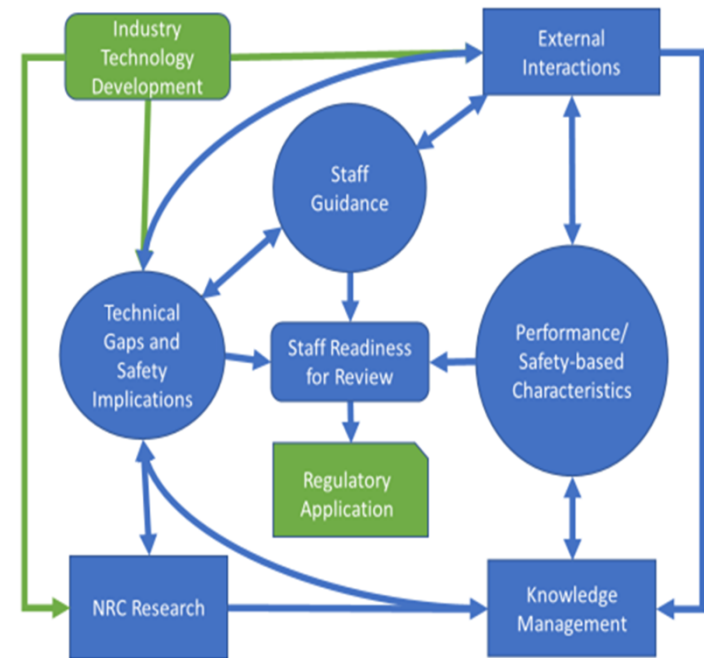 Industry
Technology
Development
External
Interactions
Staff
Guidance
Technical
Gaps and
Safety
Implications
Staff Readiness
for Review
Performance/
Safety-based
Characteristics
Regulatory
Application
NRC Research
Knowledge
Management